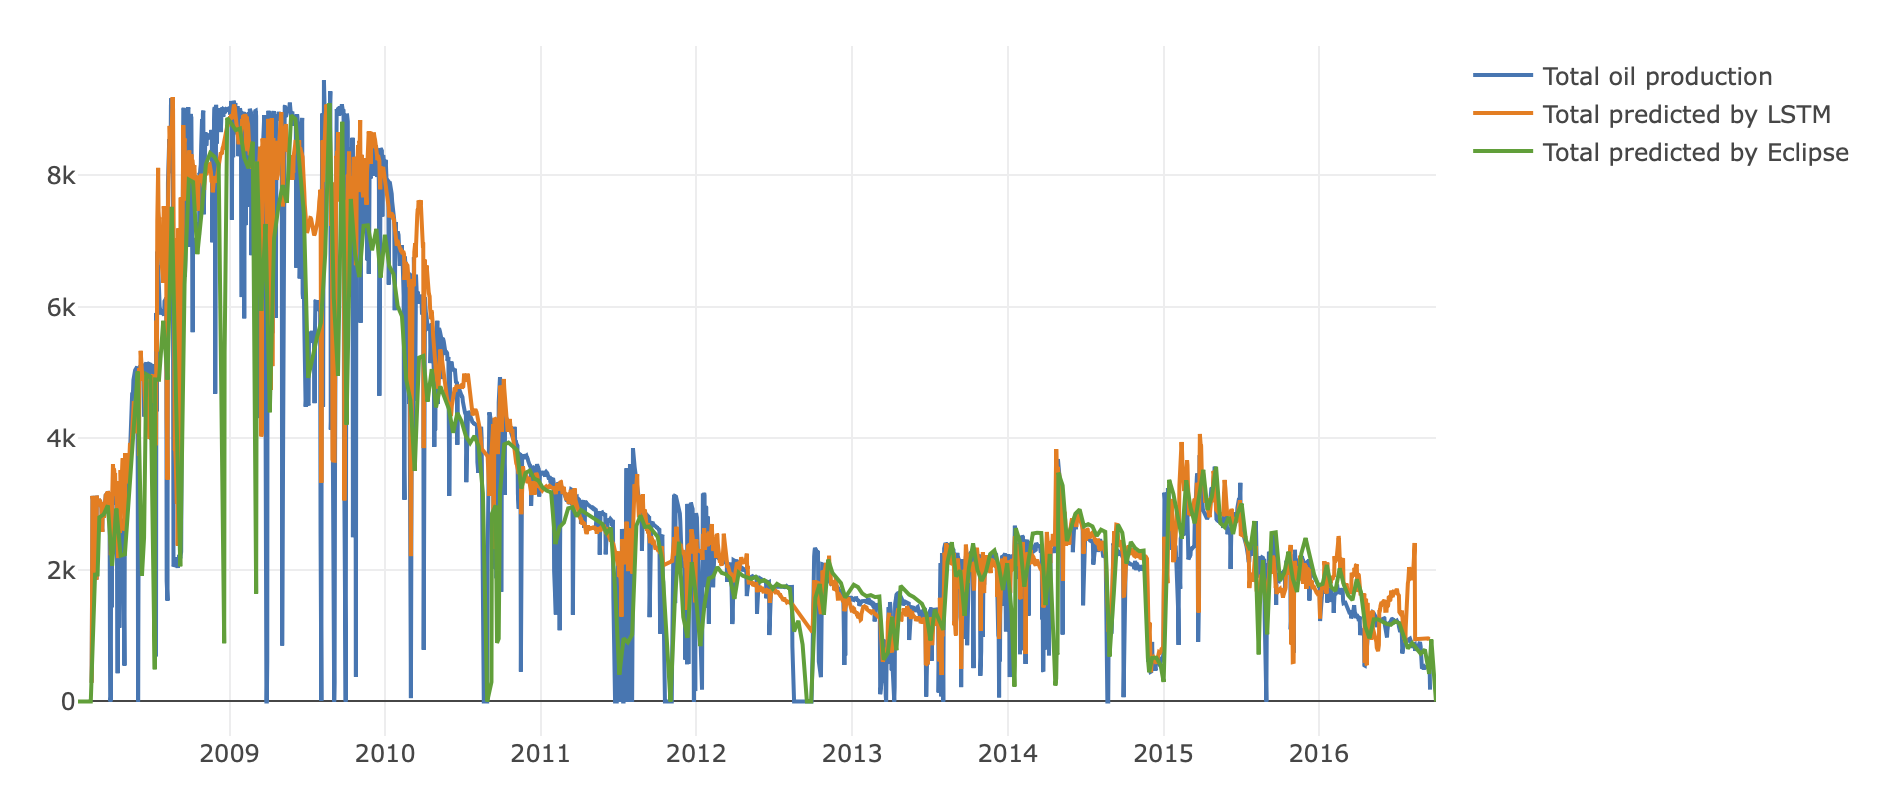 Total oil production
Total predicted by LSTM
Total predicted by Eclipse
8k
6k
4k
2k
0
2009 2010 2011 2012 2013 2014 2015 2016